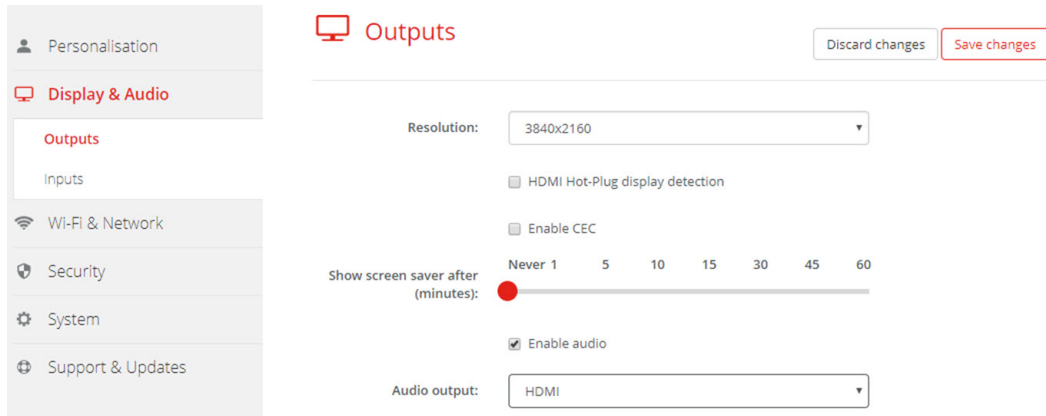 Personalisation
Display & Audio
Outputs
Inputs
Wi-Fi & Network
Security
System
Support & Updates
Outputs
Discard changes
Save changes
Resolution:
3840x2160
HDMI Hot-Plug display detection
Enable CEC
Show screen saver after
(minutes):
Never 1 5 10 15 30 45 60
Enable audio
Audio output:
HDMI